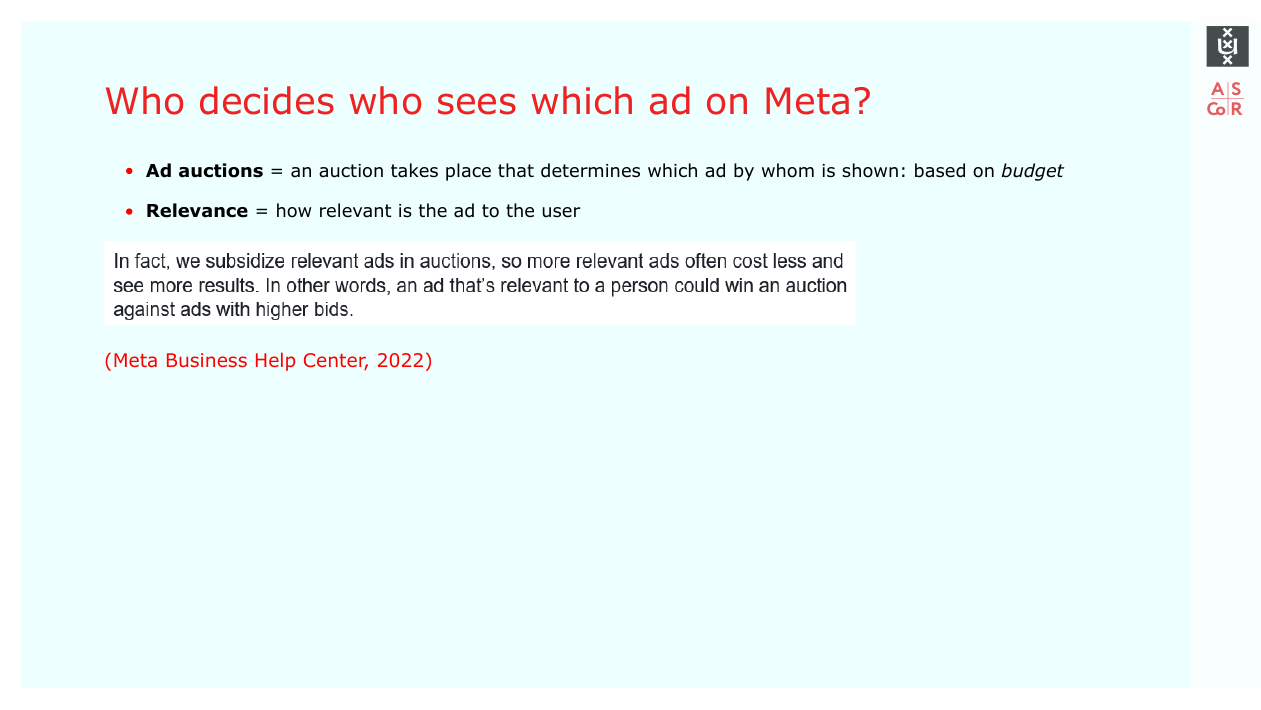 Who decides who sees which ad on Meta?
• Ad auctions = an auction takes place that determines which ad by whom is shown: based on budget
• Relevance = how relevant is the ad to the user
In fact, we subsidize relevant ads in auctions, so more relevant ads often cost less and
see more results. In other words, an ad that's relevant to a person could win an auction
against ads with higher bids.
(Meta Business Help Center, 2022)
A S
Co R